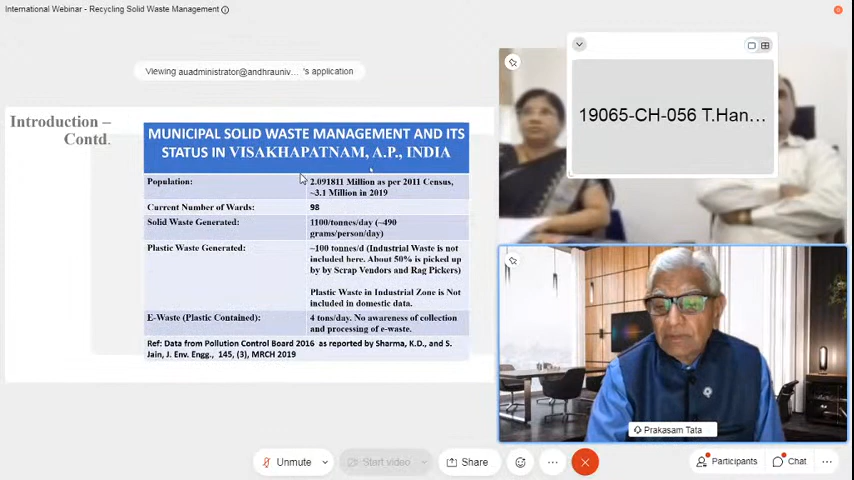 International Webinar - Recycling Solid Waste Management
Viewing auadministrator@andhrauniv... 's application
Introduction –
Contd.
MUNICIPAL SOLID WASTE MANAGEMENT AND ITS
STATUS IN VISAKHAPATNAM, A.P., INDIA
Population:
2.091811 Million as per 2011 Census,
~3.1 Million in 2019
Current Number of Wards:
98
Solid Waste Generated:
1100/tonnes/day (~490
grams/person/day)
Plastic Waste Generated:
~100 tonnes/d (Industrial Waste is not
included here. About 50% is picked up
by by Scrap Vendors and Rag Pickers)
Plastic Waste in Industrial Zone is Not
included in domestic data.
E-Waste (Plastic Contained):
4 tons/day. No awareness of collection
and processing of e-waste.
Ref: Data from Pollution Control Board 2016 as reported by Sharma, K.D., and S.
Jain, J. Env. Engg., 145, (3), MRCH 2019
19065-CH-056 T.Han...
Prakasam Tata
Unmute
Start video
Share
Participants
Chat